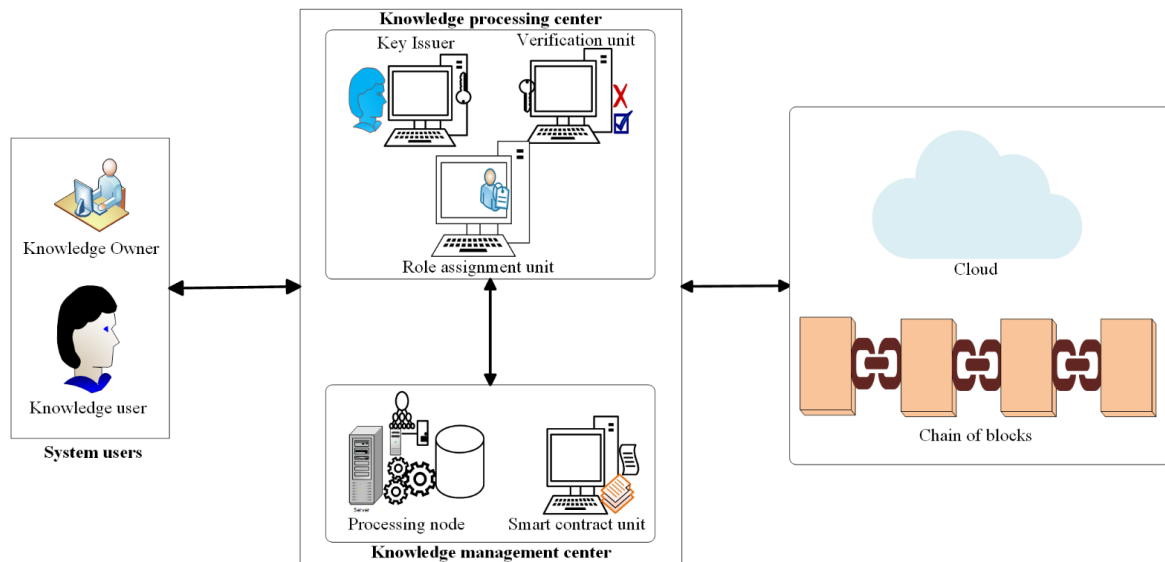 Knowledge processing center
Key Issuer
Verification unit
Role assignment unit
Knowledge Owner
Knowledge user
System users
Server
Processing node
Smart contract unit
Knowledge management center
Cloud
Chain of blocks